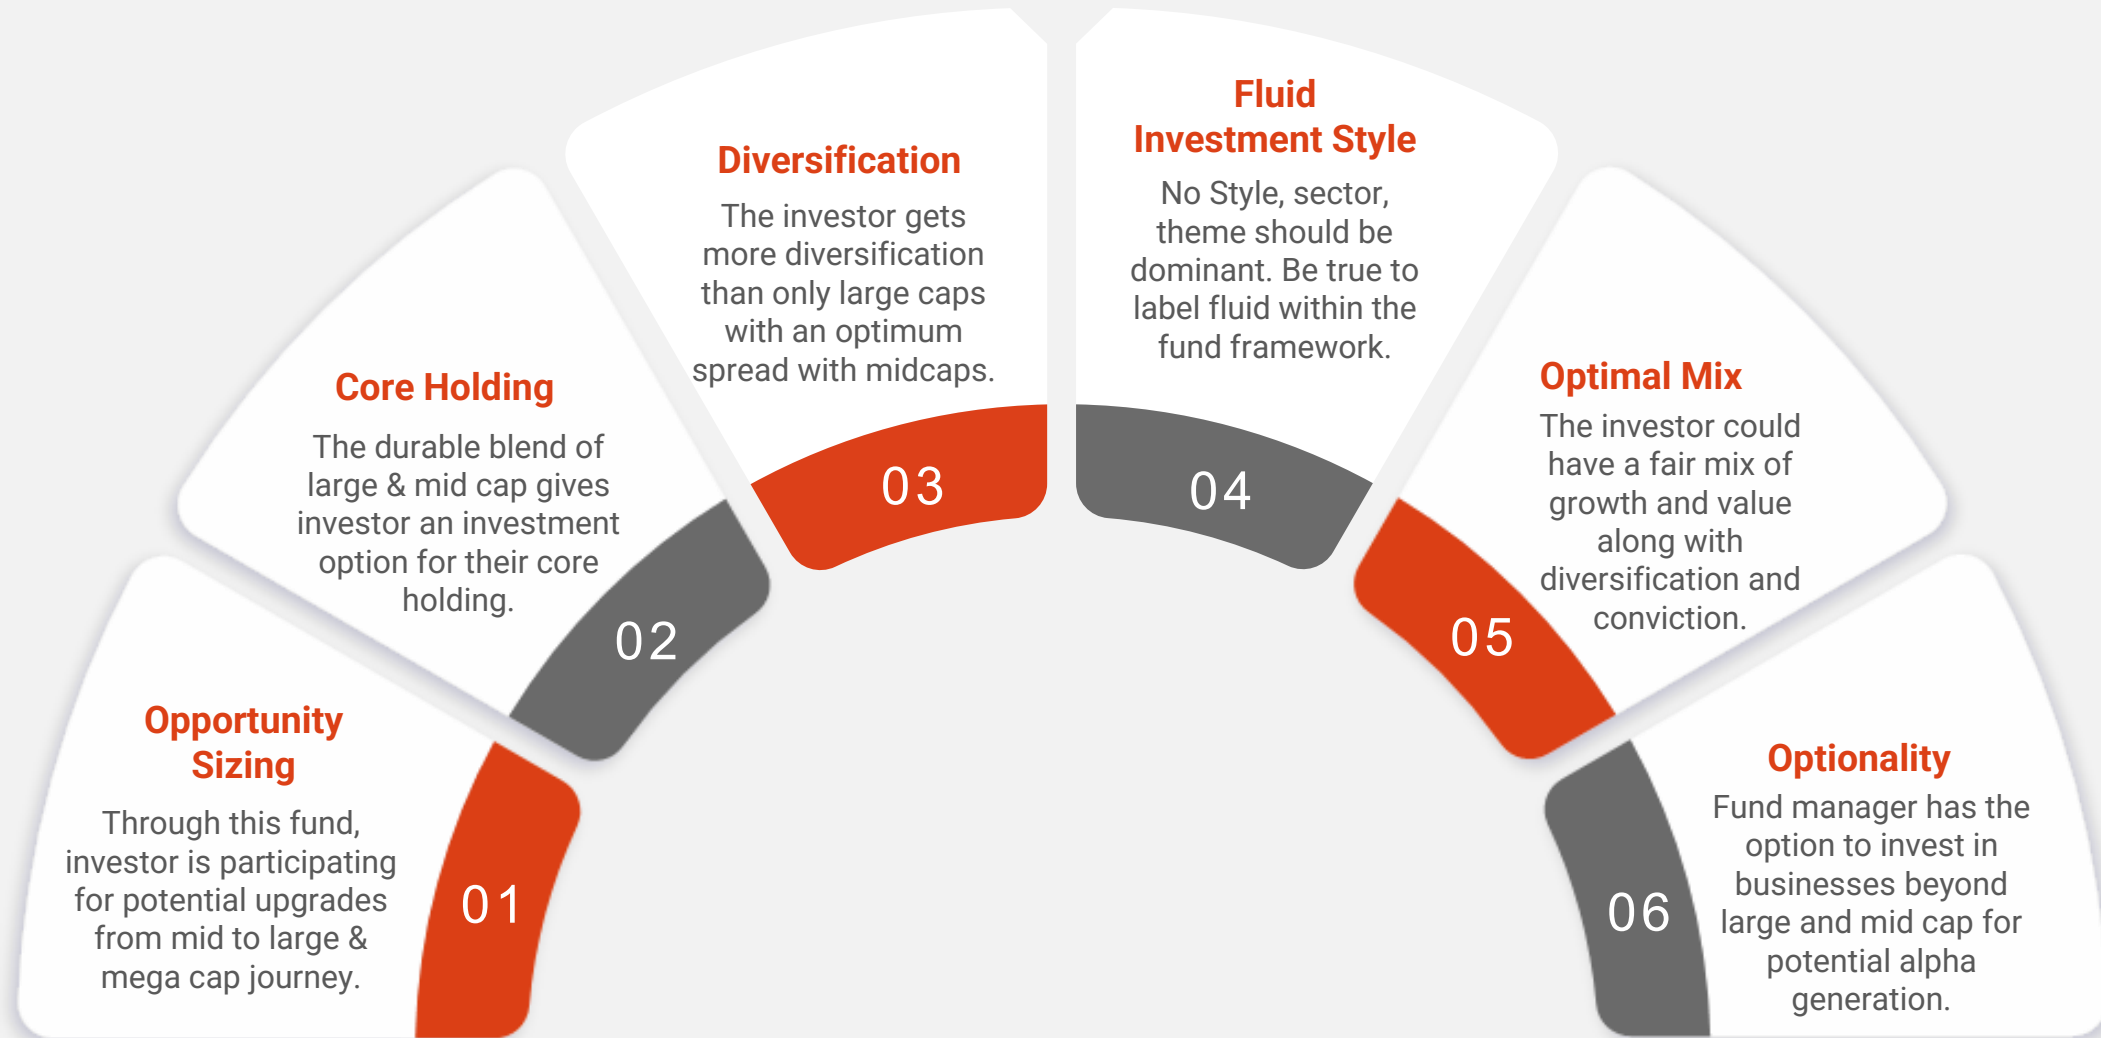 Opportunity
Sizing
Through this fund,
investor is participating
for potential upgrades
from mid to large &
mega cap journey.
01
Core Holding
The durable blend of
large & mid cap gives
investor an investment
option for their core
holding.
02
Diversification
The investor gets
more diversification
than only large caps
with an optimum
spread with midcaps.
03
Fluid
Investment Style
No Style, sector,
theme should be
dominant. Be true to
label fluid within the
fund framework.
04
Optimal Mix
The investor could
have a fair mix of
growth and value
along with
diversification and
conviction.
05
Optionality
Fund manager has the
option to invest in
businesses beyond
large and mid cap for
potential alpha
generation.
06